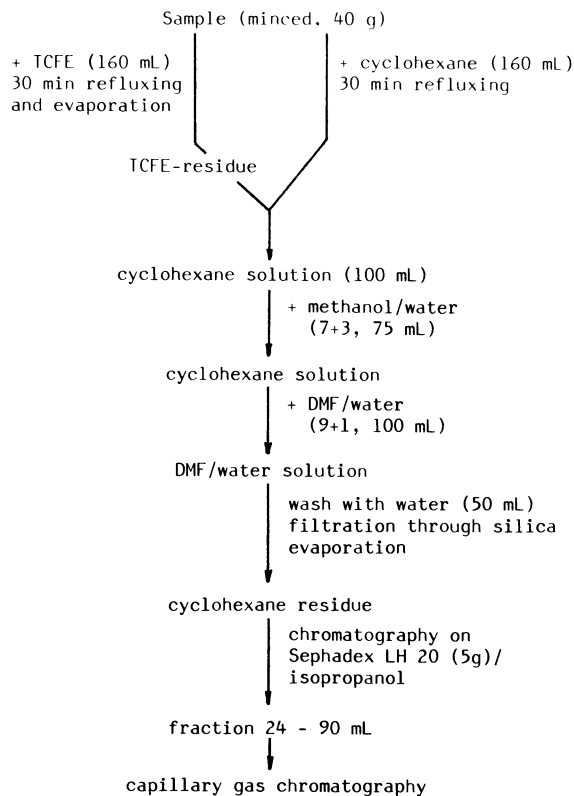 Sample (minced, 40 g)
+ TCFE (160 mL)
30 min refluxing
and evaporation
+ cyclohexane (160 mL)
30 min refluxing
TCFE-residue
cyclohexane solution (100 mL)
+ methanol/water
(7+3, 75 mL)
cyclohexane solution
+ DMF/water
(9+1, 100 mL)
DMF/water solution
wash with water (50 mL)
filtration through silica
evaporation
cyclohexane residue
chromatography on
Sephadex LH 20 (5g)/
isopropanol
fraction 24 - 90 mL
capillary gas chromatography